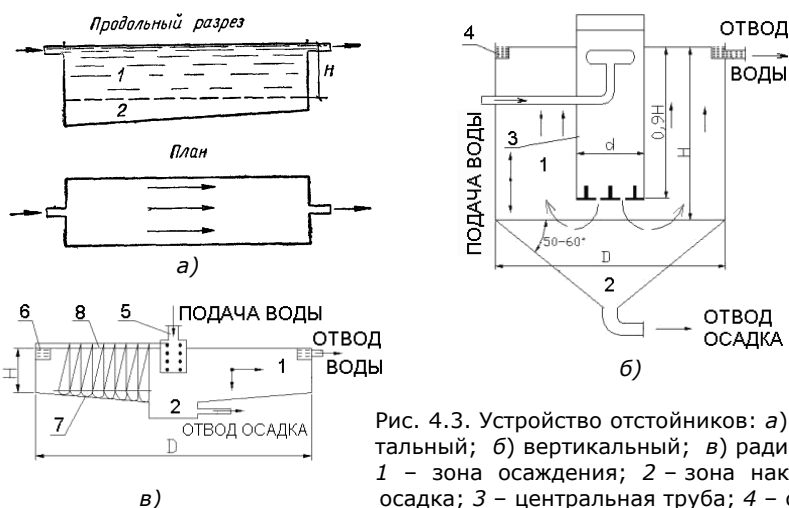 Продольный разрез
1
2
H
План
а)
4
ОТВОД
ВОДЫ
ПОДАЧА ВОДЫ
3
1
d
0,9H
H
50-60°
D
2
ОТВОД
ОСАДКА
б)
6
8
5
ПОДАЧА ВОДЫ
ОТВОД
ВОДЫ
H
1
2
7
ОТВОД ОСАДКА
D
в)
Рис. 4.3. Устройство отстойников: а)
тальный; б) вертикальный; в) ради
1 – зона осаждения; 2 – зона нак
осадка; 3 – центральная труба; 4 –